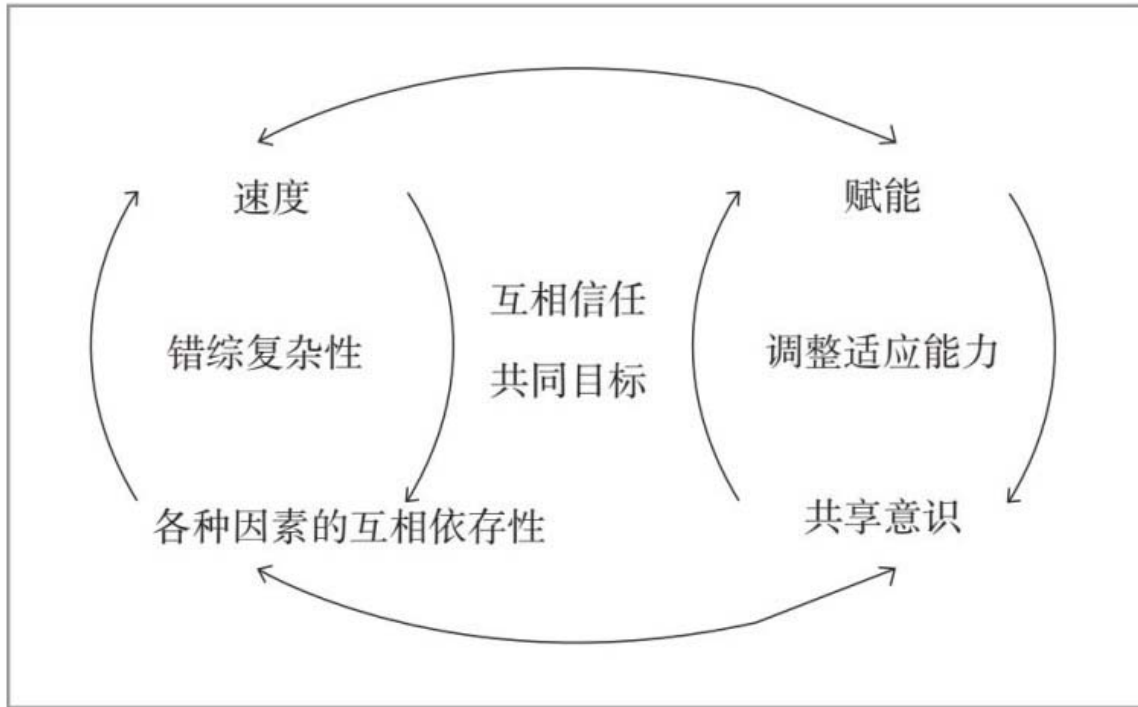 速度
赋能
互相信任
错综复杂性
共同目标
调整适应能力
各种因素的互相依存性
共享意识